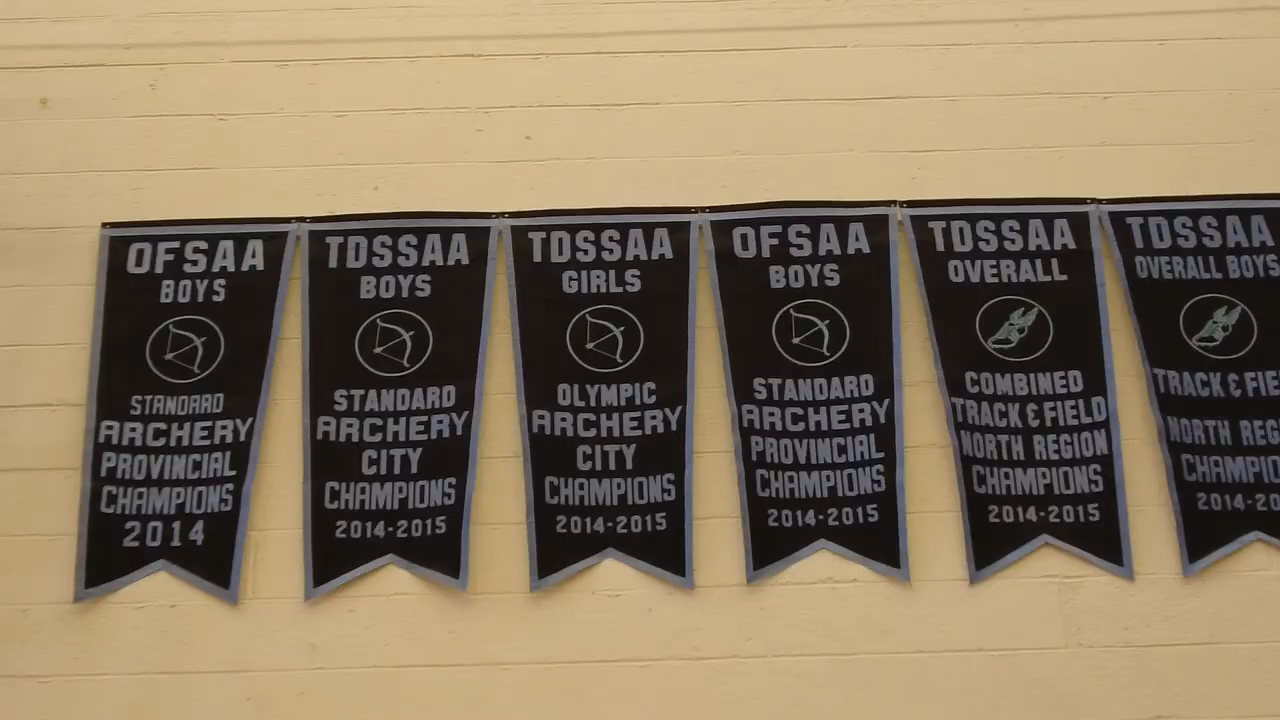 OFSAA
BOYS
STANDARD
ARCHERY
PROVINCIAL
CHAMPIONS
2014
TDSSAA
BOYS
STANDARD
ARCHERY
CITY
CHAMPIONS
2014-2015
TDSSAA
GIRLS
OLYMPIC
ARCHERY
CITY
CHAMPIONS
2014-2015
OFSAA
BOYS
STANDARD
ARCHERY
PROVINCIAL
CHAMPIONS
2014-2015
TDSSAA
OVERALL
COMBINED
TRACK & FIELD
NORTH REGION
CHAMPIONS
2014-2015
TDSSAA
OVERALL BOYS
TRACK & FIE
NORTH REG
CHAMPIO
2014-20